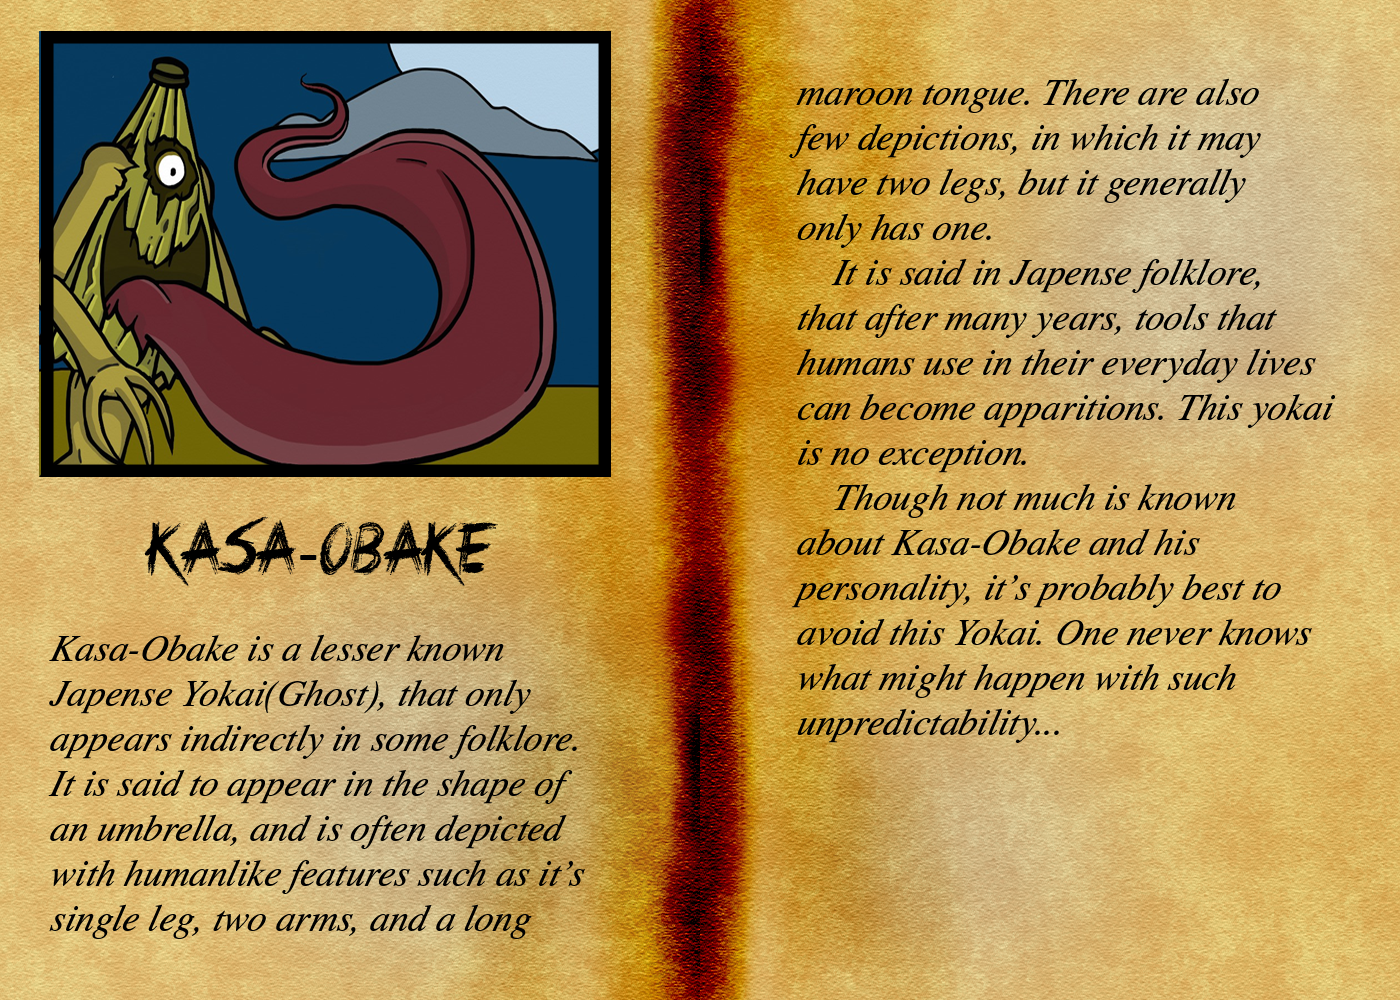 KASA-OBAKE
Kasa-Obake is a lesser known
Japense Yokai(Ghost), that only
appears indirectly in some folklore.
It is said to appear in the shape of
an umbrella, and is often depicted
with humanlike features such as it’s
single leg, two arms, and a long
maroon tongue. There are also
few depictions, in which it may
have two legs, but it generally
only has one.
It is said in Japense folklore,
that after many years, tools that
humans use in their everyday lives
can become apparitions. This yokai
is no exception.
Though not much is known
about Kasa-Obake and his
personality, it’s probably best to
avoid this Yokai. One never knows
what might happen with such
unpredictability...